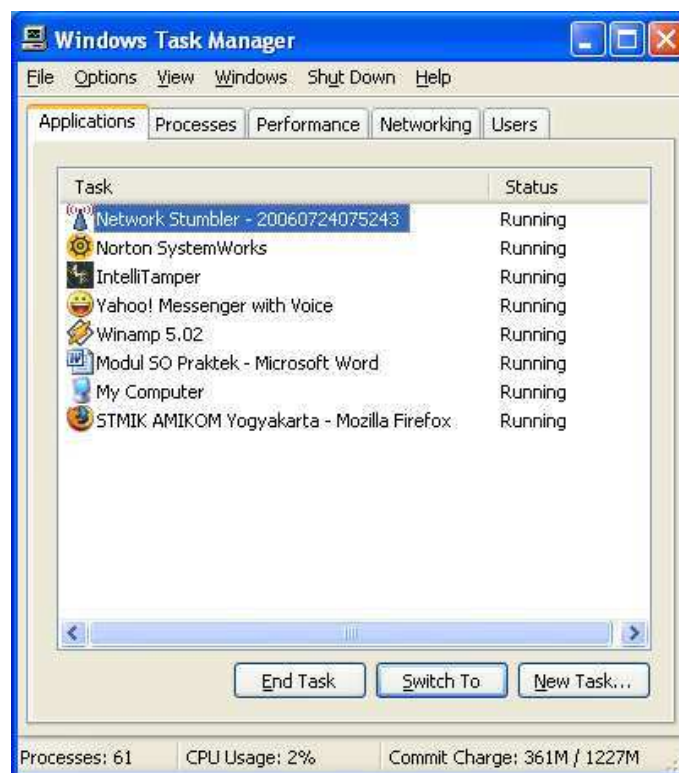 Windows Task Manager
File Options View Windows Shut Down Help
Applications Processes Performance Networking Users
Task Status
Network Stumbler - 20060724075243 Running
Norton SystemWorks Running
IntelliTamper Running
Yahoo! Messenger with Voice Running
Winamp 5.02 Running
Modul SO Praktek - Microsoft Word Running
My Computer Running
STMIK AMIKOM Yogyakarta - Mozilla Firefox Running
End Task Switch To New Task...
Processes: 61 CPU Usage: 2% Commit Charge: 361M / 1227M